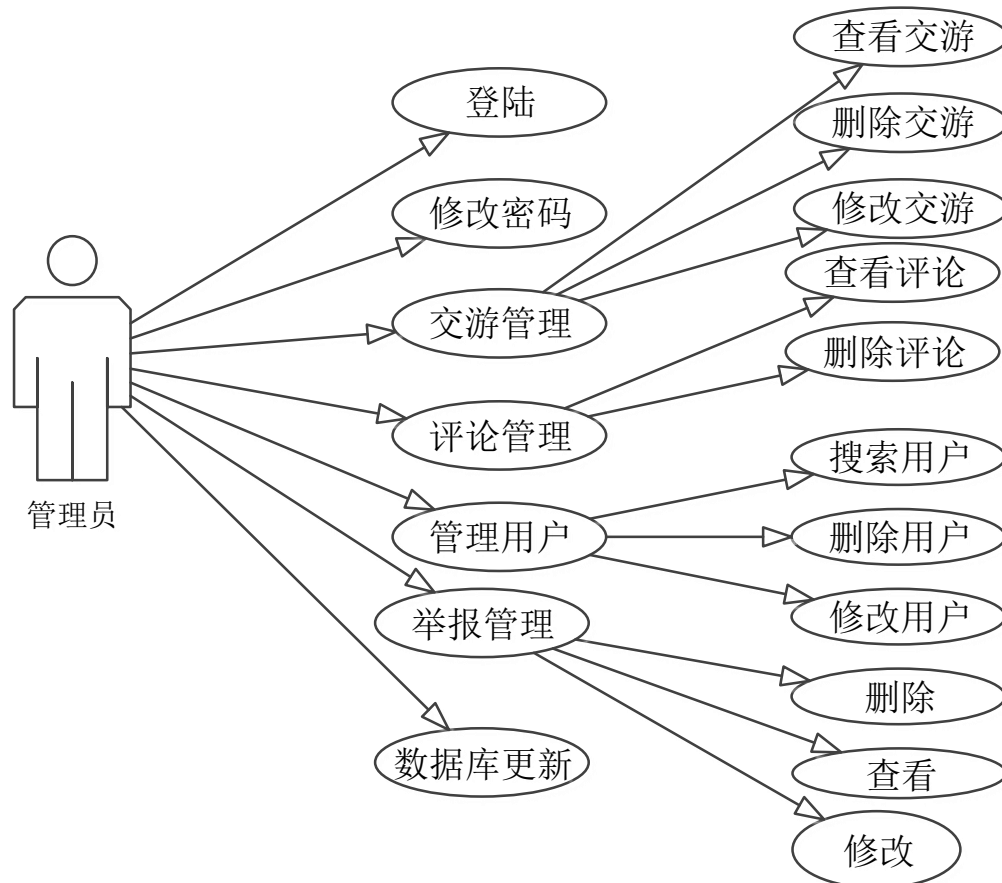 查看交游
登陆
删除交游
修改密码
修改交游
查看评论
交游管理
删除评论
评论管理
搜索用户
管理员
管理用户
删除用户
举报管理
修改用户
删除
数据库更新
查看
修改